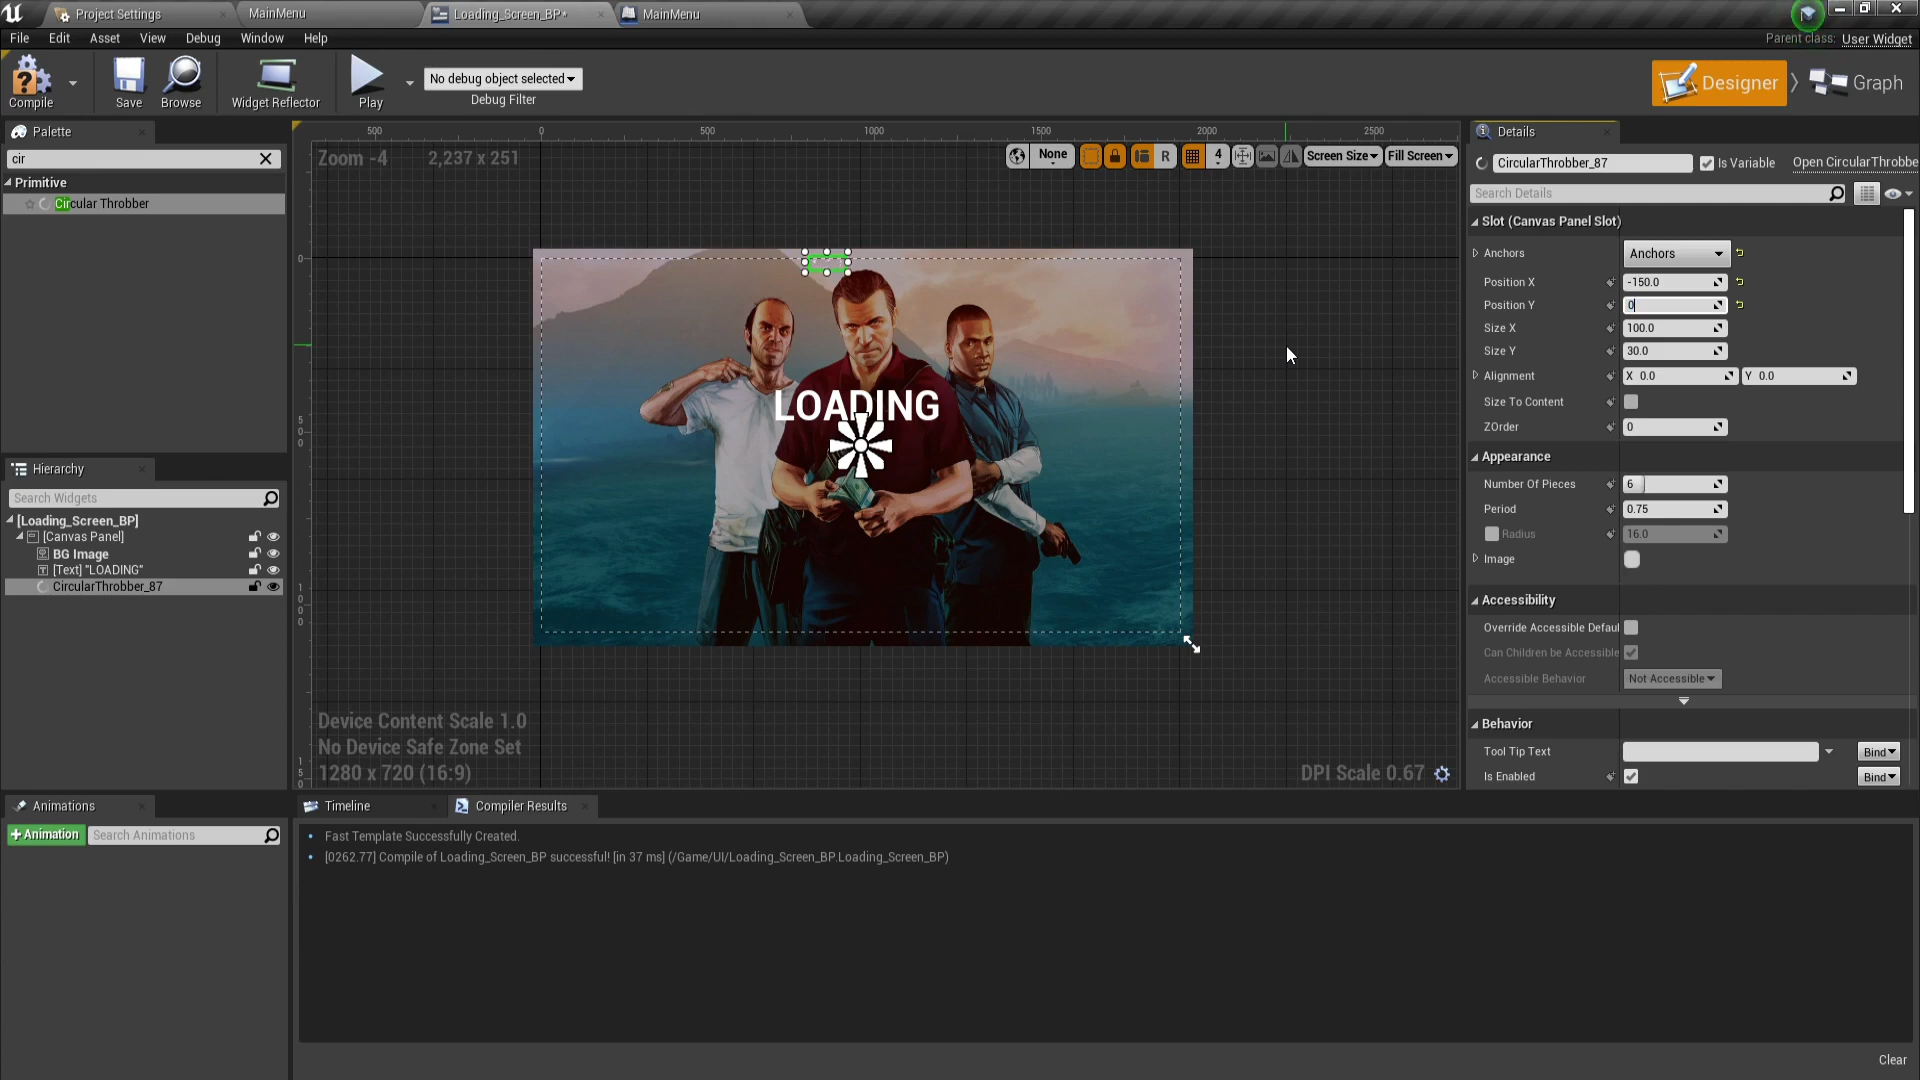 Project Settings
MainMenu
Loading_Screen_BP*
MainMenu
File Edit Asset View Debug Window Help
Parent class: User Widget
Compile
Save
Browse
Widget Reflector
Play
No debug object selected
Debug Filter
Designer
Graph
Palette
cir
Primitive
Circular Throbber
Hierarchy
Search Widgets
[Loading_Screen_BP]
[Canvas Panel]
BG Image
[Text] "LOADING"
CircularThrobber_87
Animations
+Animation
Search Animations
500 0 500 1000 1500 2000 2500
Zoom -4
2,237 x 251
None
R
4
Screen Size
Fill Screen
0
500
1000
150
LOADING
Device Content Scale 1.0
No Device Safe Zone Set
1280 x 720 (16:9)
DPI Scale 0.67
Details
CircularThrobber_87
Is Variable
Open CircularThrobbe
Search Details
Slot (Canvas Panel Slot)
Anchors Anchors
Position X -150.0
Position Y 0
Size X 100.0
Size Y 30.0
Alignment X 0.0 Y 0.0
Size To Content
ZOrder 0
Appearance
Number Of Pieces 6
Period 0.75
Radius 16.0
Image
Accessibility
Override Accessible Defaul
Can Children be Accessible
Accessible Behavior Not Accessible
Behavior
Tool Tip Text Bind
Is Enabled Bind
Timeline
Compiler Results
Fast Template Successfully Created.
[0262.77] Compile of Loading_Screen_BP successful! [in 37 ms] (/Game/UI/Loading_Screen_BP.Loading_Screen_BP)
Clear